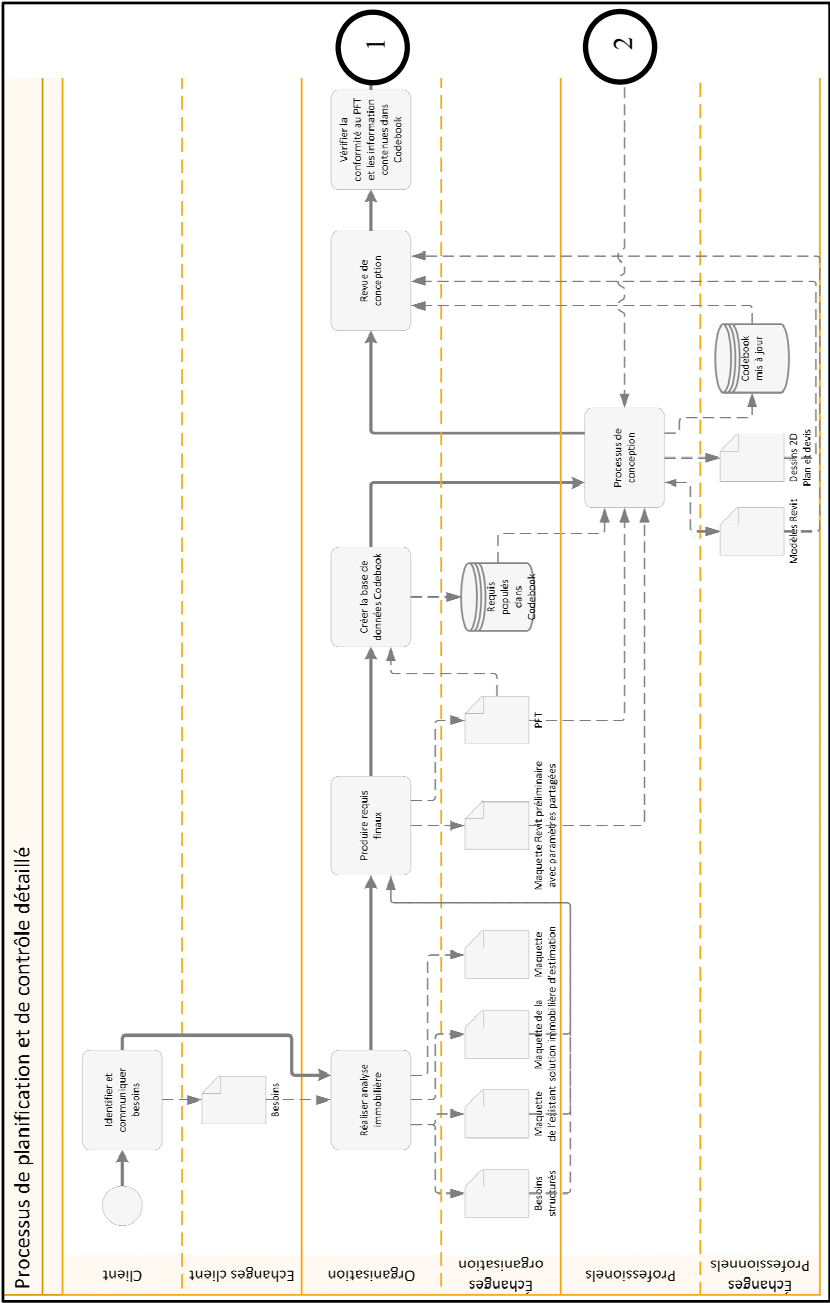 Processus de planification et de contrôle détaillé
Client
Échanges client
Organisation
Échanges
organisation
Professionels
Échanges
Professionnels
Identifier et
communiquer
besoins
Besoins
Réaliser analyse
immobilière
Besoins
structurés
Maquette
de l'existant
Maquette de la
solution immobilière
Maquette
d'estimation
Produire requis
finaux
Maquette Revit préliminaire
avec paramètres partagées
PFT
Créer la base de
données Codebook
Requis
populés
dans
Codebook
Processus de
conception
Modèles Revit
Dessins 2D
Plan et devis
Codebook
mis à jour
Revue de
conception
Vérifier la
conformité au PFT
et les information
contenues dans
Codebook
1
2